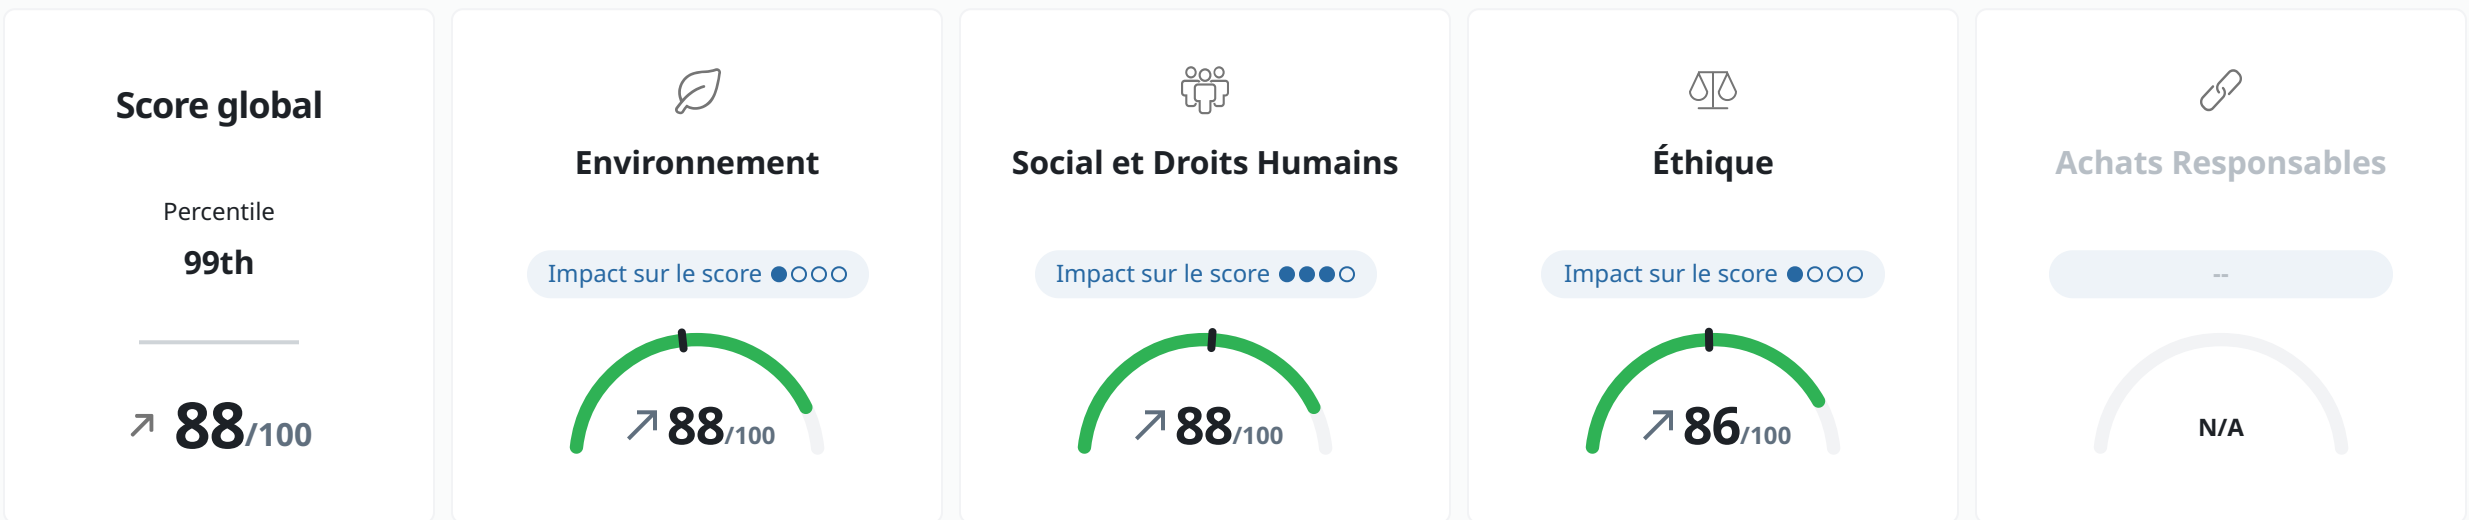 Score global
Percentile
99th
88/100
Environnement
Impact sur le score
88/100
Social et Droits Humains
Impact sur le score
88/100
Éthique
Impact sur le score
86/100
Achats Responsables
--
N/A